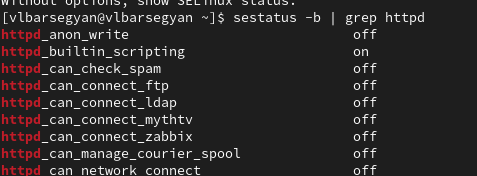 without options, show SELinux status.
[vlbarsegyan@vlbarsegyan ~]$ sestatus -b | grep httpd
httpd_anon_write off
httpd_builtin_scripting on
httpd_can_check_spam off
httpd_can_connect_ftp off
httpd_can_connect_ldap off
httpd_can_connect_mythtv off
httpd_can_connect_zabbix off
httpd_can_manage_courier_spool off
httpd_can_network_connect off